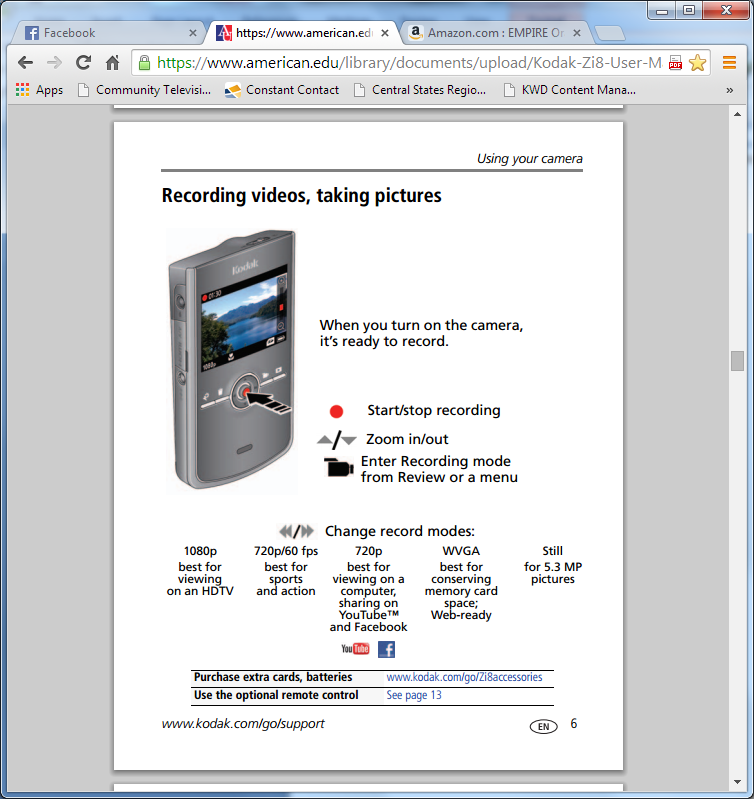 Facebook
https://www.american.ed
Amazon.com : EMPIRE Or
https://www.american.edu/library/documents/upload/Kodak-Zi8-User-M
PDF
Apps
Community Televisi...
Constant Contact
Central States Regio...
KWD Content Mana...
»
Using your camera
Recording videos, taking pictures
Kodak
01:30
1080p
When you turn on the camera,
it's ready to record.
Start/stop recording
/ Zoom in/out
Enter Recording mode
from Review or a menu
/ Change record modes:
1080p
best for
viewing
on an HDTV
720p/60 fps
best for
sports
and action
720p
best for
viewing on a
computer,
sharing on
YouTube™
and Facebook
YouTube
WVGA
best for
conserving
memory card
space;
Web-ready
Still
for 5.3 MP
pictures
Purchase extra cards, batteries www.kodak.com/go/Zi8accessories
Use the optional remote control See page 13
www.kodak.com/go/support EN 6